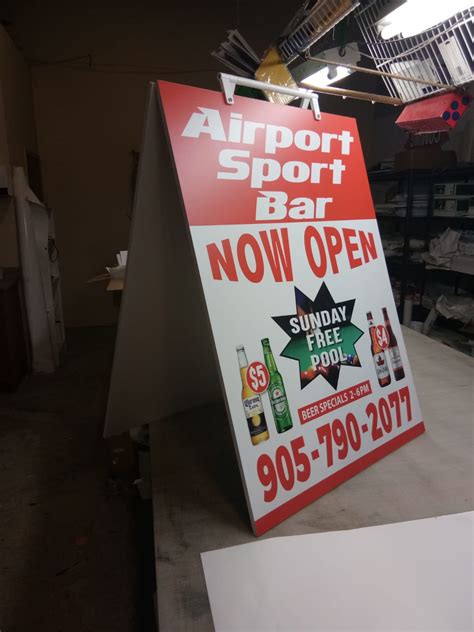 Airport
Sport
Bar
NOW OPEN
SUNDAY
FREE
POOL
$5
$4
BEER SPECIALS 2-6PM
905-790-2077